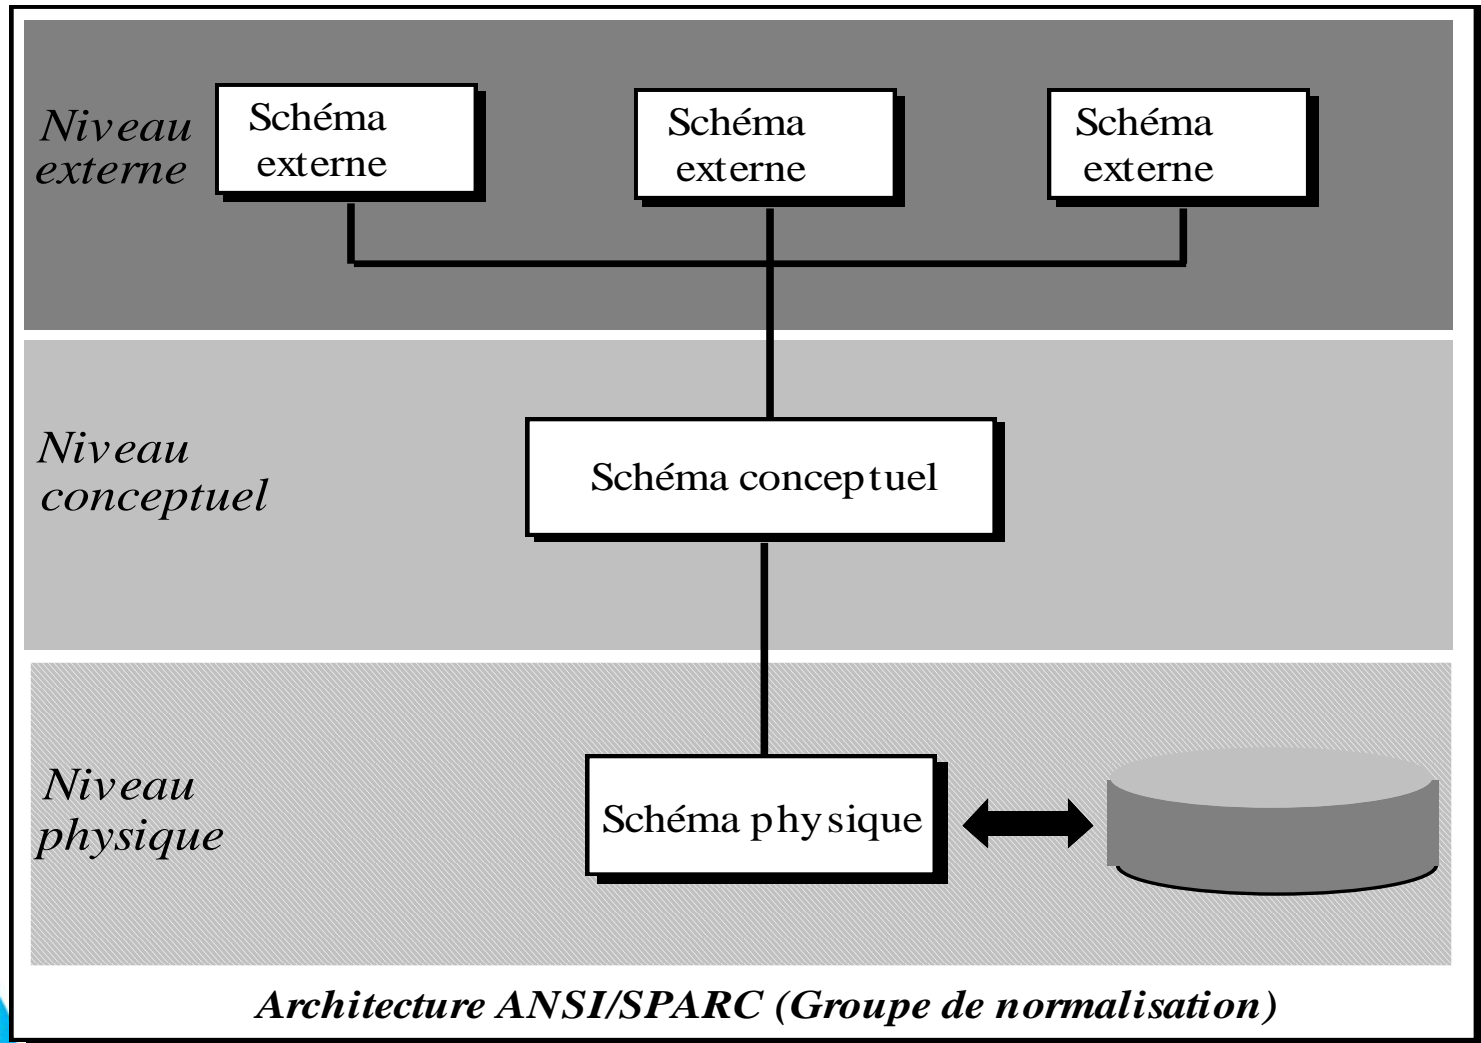 Niveau
externe
Schéma
externe
Schéma
externe
Schéma
externe
Niveau
conceptuel
Schéma conceptuel
Niveau
physique
Schéma physique
Architecture ANSI/SPARC (Groupe de normalisation)